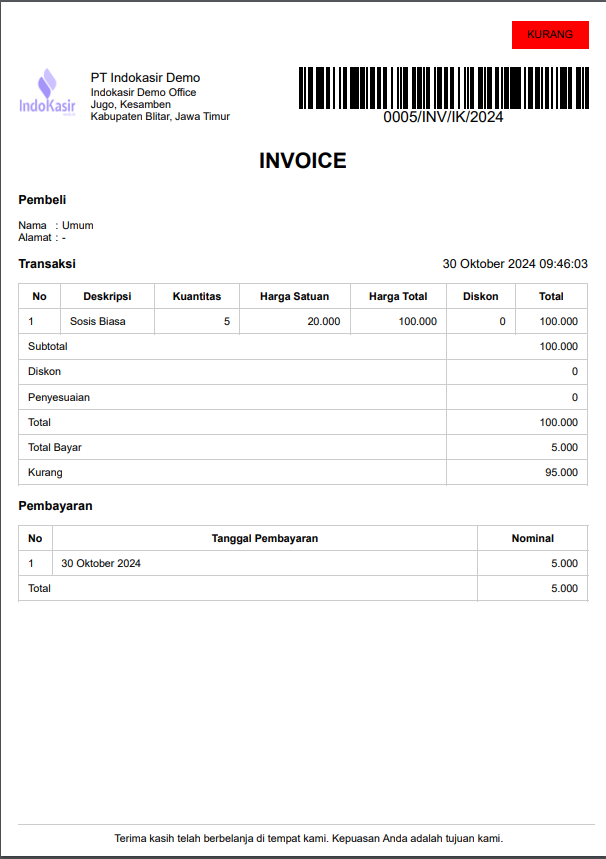 KURANG
IndoKasir
PT Indokasir Demo
Indokasir Demo Office
Jugo, Kesamben
Kabupaten Blitar, Jawa Timur
0005/INV/IK/2024
INVOICE
Pembeli
Nama : Umum
Alamat : -
Transaksi 30 Oktober 2024 09:46:03
No Deskripsi Kuantitas Harga Satuan Harga Total Diskon Total
1 Sosis Biasa 5 20.000 100.000 0 100.000
Subtotal 100.000
Diskon 0
Penyesuaian 0
Total 100.000
Total Bayar 5.000
Kurang 95.000
Pembayaran
No Tanggal Pembayaran Nominal
1 30 Oktober 2024 5.000
Total 5.000
Terima kasih telah berbelanja di tempat kami. Kepuasan Anda adalah tujuan kami.